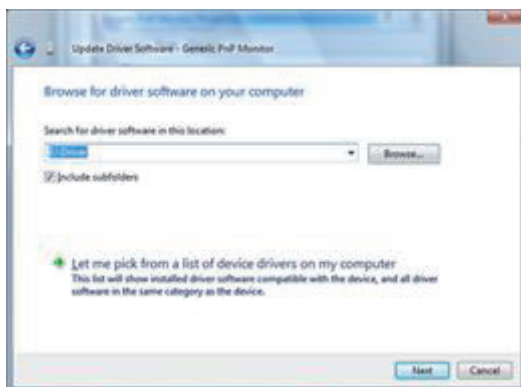 Update Driver Software - Generic PnP Monitor
Browse for driver software on your computer
Search for driver software in this location:
Browse...
Include subfolders
Let me pick from a list of device drivers on my computer
This list will show installed driver software compatible with the device, and all driver
software in the same category as the device.
Next
Cancel